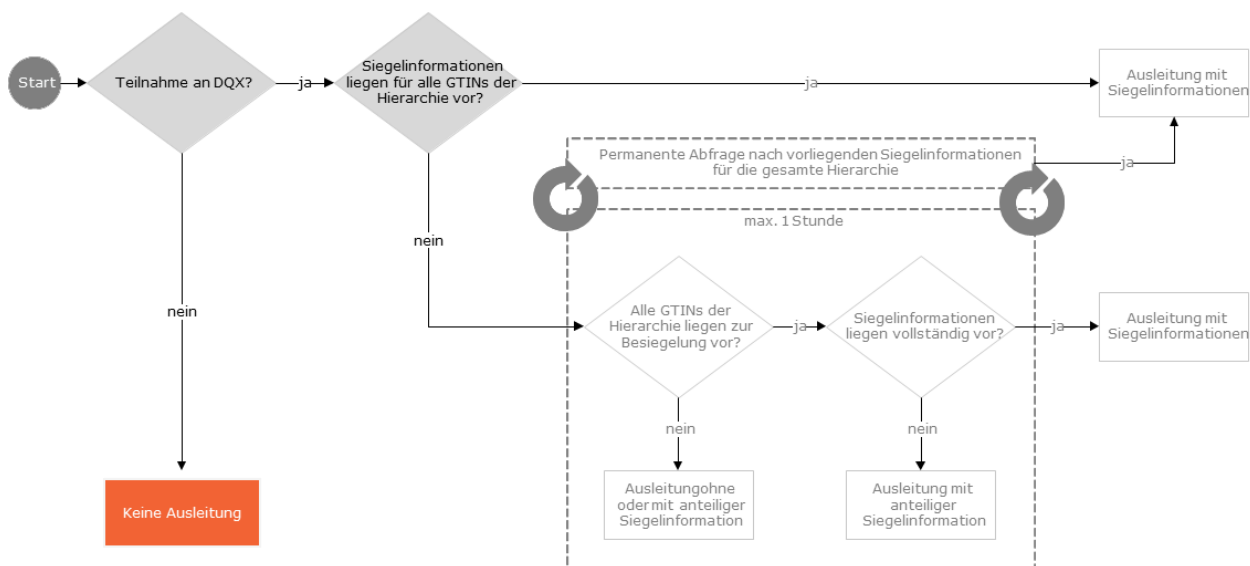 Start
Teilnahme an DQX?
ja
Siegelinformationen
liegen für alle GTINs der
Hierarchie vor?
ja
Ausleitung mit
Siegelinformationen
Permanente Abfrage nach vorliegenden Siegelinformationen
für die gesamte Hierarchie
ja
max. 1 Stunde
nein
nein
Alle GTINs der
Hierarchie liegen zur
Besiegelung vor?
ja
Siegelinformationen
liegen vollständig vor?
ja
Ausleitung mit
Siegelinformationen
nein
nein
Keine Ausleitung
Ausleitungohne
oder mit anteiliger
Siegelinformation
Ausleitung mit
anteiliger
Siegelinformation